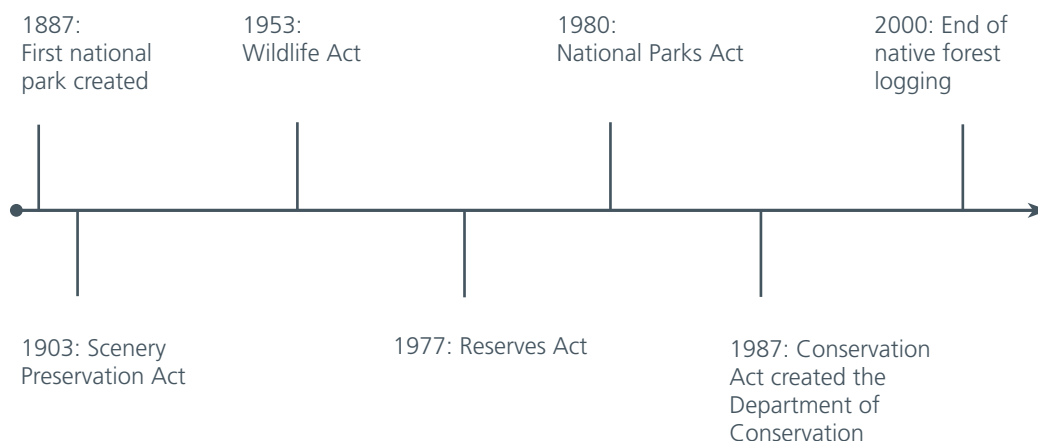 1887:
First national
park created
1953:
Wildlife Act
1980:
National Parks Act
2000: End of
native forest
logging
1903: Scenery
Preservation Act
1977: Reserves Act
1987: Conservation
Act created the
Department of
Conservation